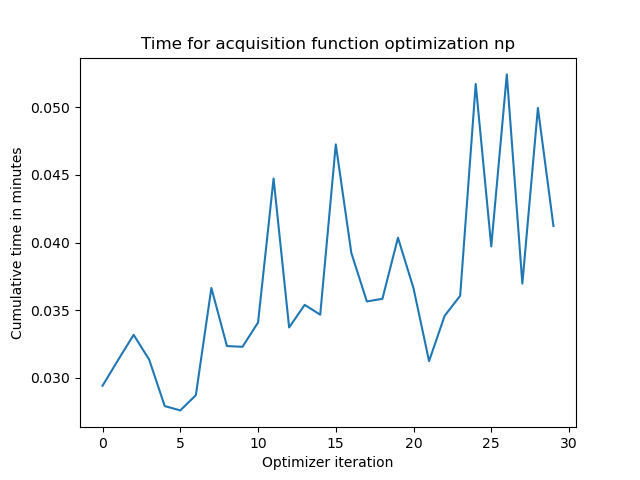 Time for acquisition function optimization np
Cumulative time in minutes
0.050
0.045
0.040
0.035
0.030
0 5 10 15 20 25 30
Optimizer iteration